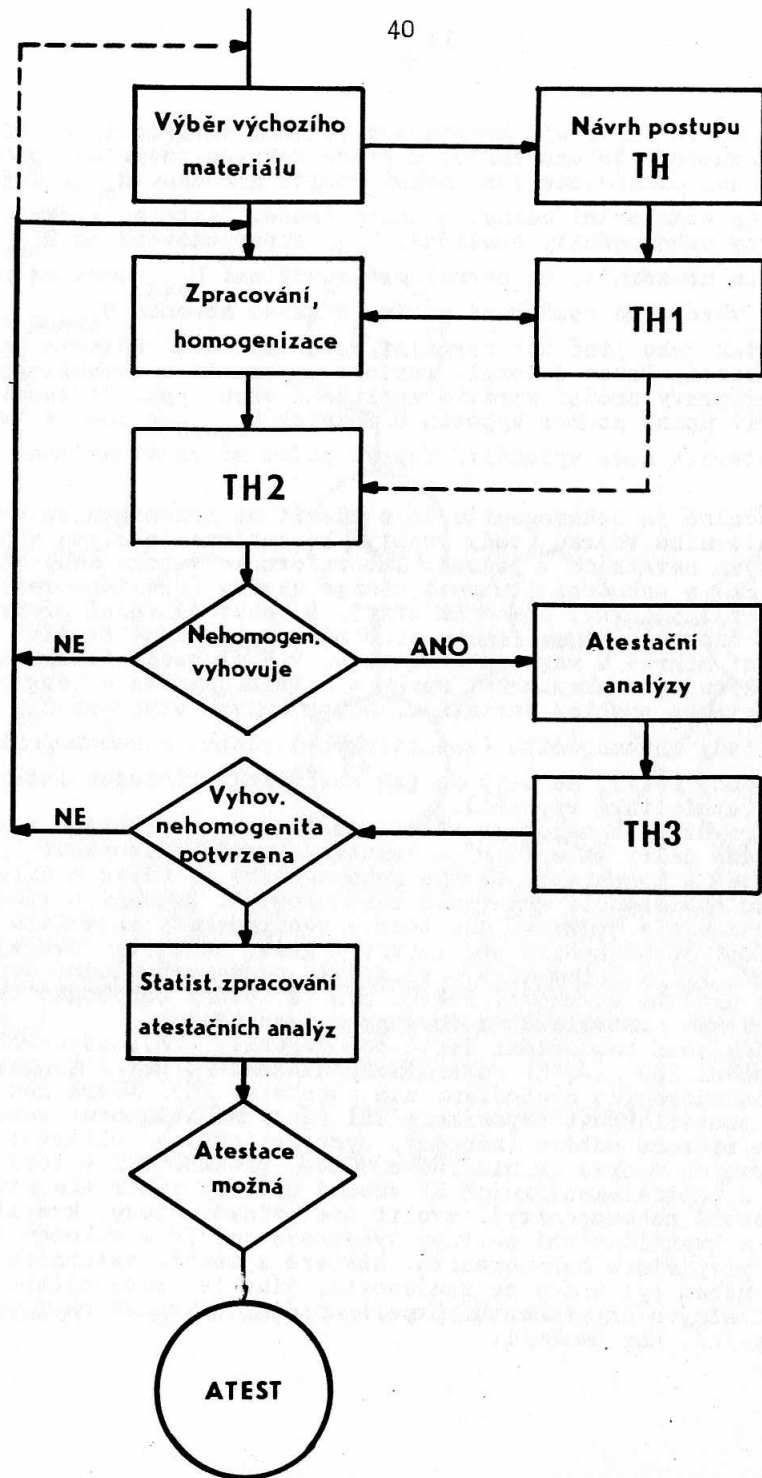 40
Výběr výchozího
materiálu
Návrh postupu
TH
Zpracování,
homogenizace
TH1
TH2
NE
Nehomogen.
vyhovuje
ANO
Atestační
analýzy
NE
Vyhov.
nehomogenita
potvrzena
TH3
Statist. zpracování
atestačních analýz
Atestace
možná
ATEST